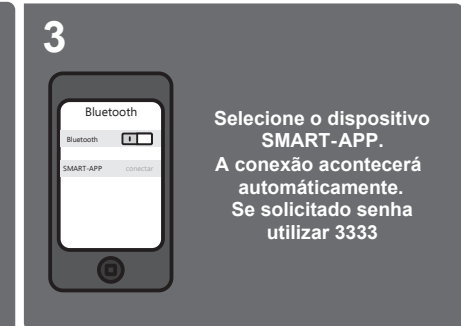 3
Bluetooth
Bluetooth
SMART-APP conectar
Selecione o dispositivo
SMART-APP.
A conexão acontecerá
automáticamente.
Se solicitado senha
utilizar 3333